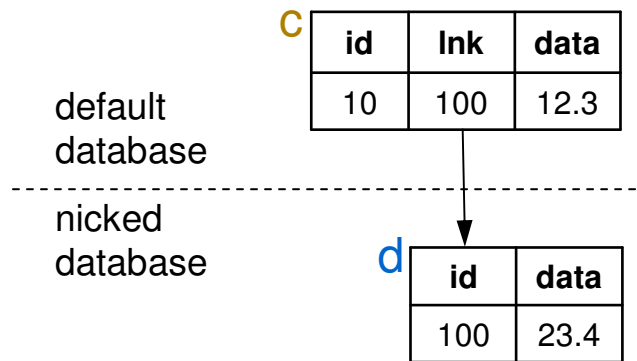 c
id lnk data
10 100 12.3
default
database
nicked
database
d
id data
100 23.4